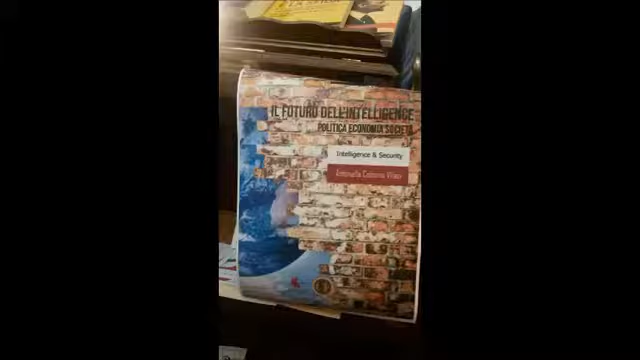 IL FUTURO DELL'INTELLIGENCE
POLITICA ECONOMIA SOCIETÀ
Intelligence & Security
Antonella Colonna Vilasi